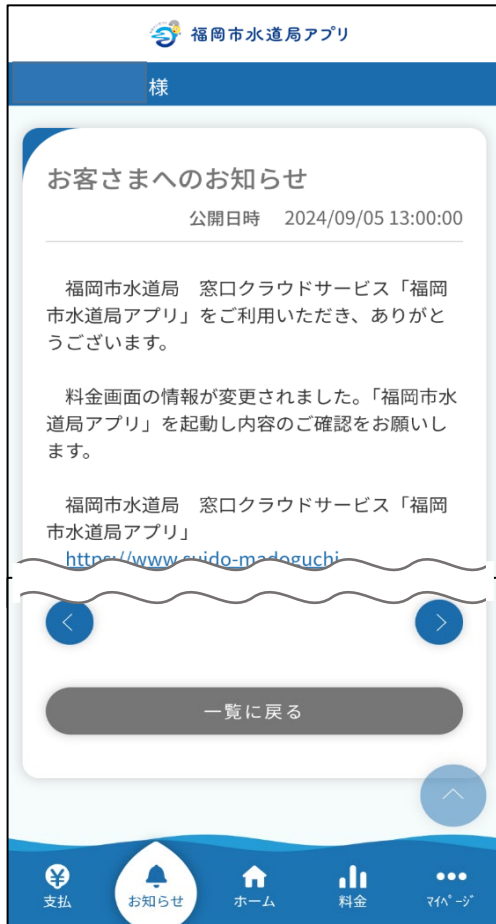 福岡市水道局アプリ
様
お客さまへのお知らせ
公開日時　2024/09/05 13:00:00
福岡市水道局　窓口クラウドサービス「福岡
市水道局アプリ」をご利用いただき、ありがと
うございます。
料金画面の情報が変更されました。「福岡市水
道局アプリ」を起動し内容のご確認をお願いし
ます。
福岡市水道局　窓口クラウドサービス「福岡
市水道局アプリ」
https://www.suido-madoguchi
一覧に戻る
支払
お知らせ
ホーム
料金
ﾏｲﾍﾟｰｼﾞ